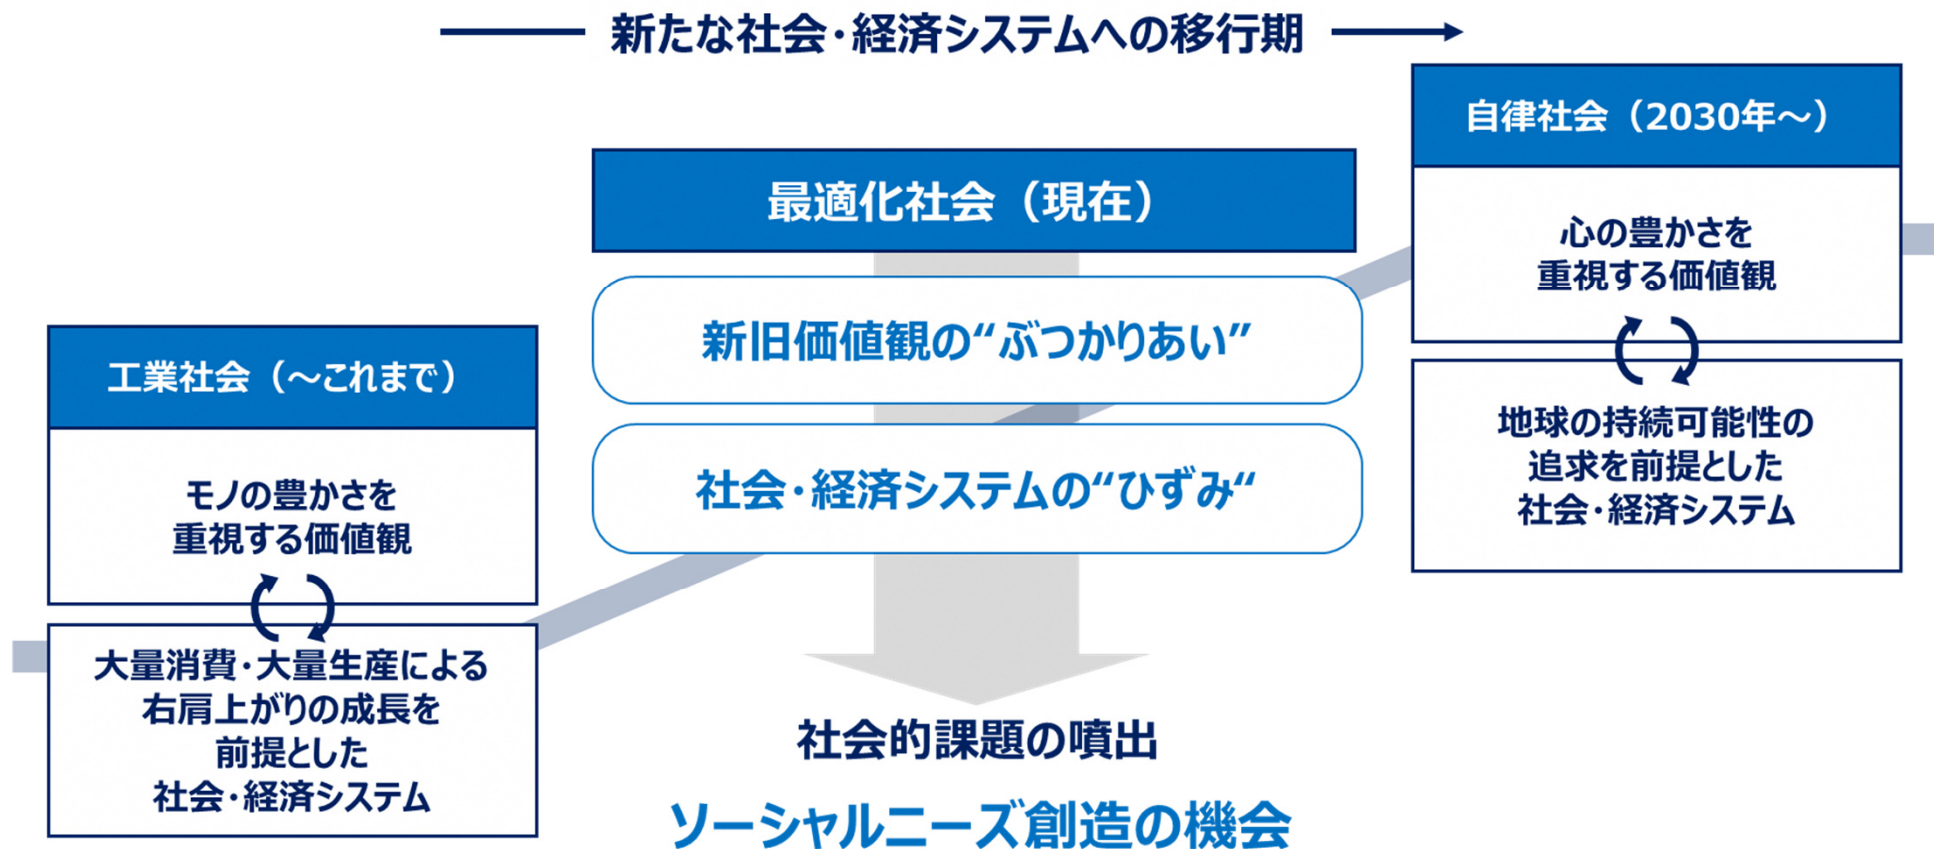 新たな社会・経済システムへの移行期
工業社会（～これまで）
モノの豊かさを
重視する価値観
大量消費・大量生産による
右肩上がりの成長を
前提とした
社会・経済システム
最適化社会（現在）
新旧価値観の“ぶつかりあい”
社会・経済システムの“ひずみ“
社会的課題の噴出
ソーシャルニーズ創造の機会
自律社会（2030年～）
心の豊かさを
重視する価値観
地球の持続可能性の
追求を前提とした
社会・経済システム